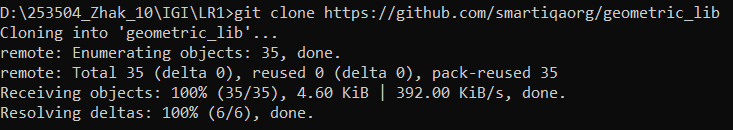 D:\253504_Zhak_10\IGI\LR1>git clone https://github.com/smartiqaorg/geometric_lib
Cloning into 'geometric_lib'...
remote: Enumerating objects: 35, done.
remote: Total 35 (delta 0), reused 0 (delta 0), pack-reused 35
Receiving objects: 100% (35/35), 4.60 KiB | 392.00 KiB/s, done.
Resolving deltas: 100% (6/6), done.